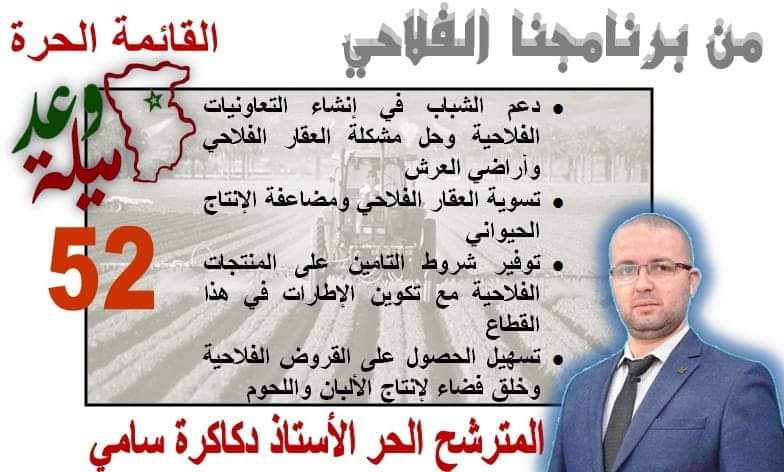 من برنامجنا الفلاحي
القائمة الحرة
وعد
ميلة
52
• دعم الشباب في إنشاء التعاونيات
الفلاحية وحل مشكلة العقار الفلاحي
وأراضي العرش
• تسوية العقار الفلاحي ومضاعفة الإنتاج
الحيواني
• توفير شروط التأمين على المنتجات
الفلاحية مع تكوين الإطارات في هذا
القطاع
• تسهيل الحصول على القروض الفلاحية
وخلق فضاء لإنتاج الألبان واللحوم
المترشح الحر الأستاذ دكاكرة سامي